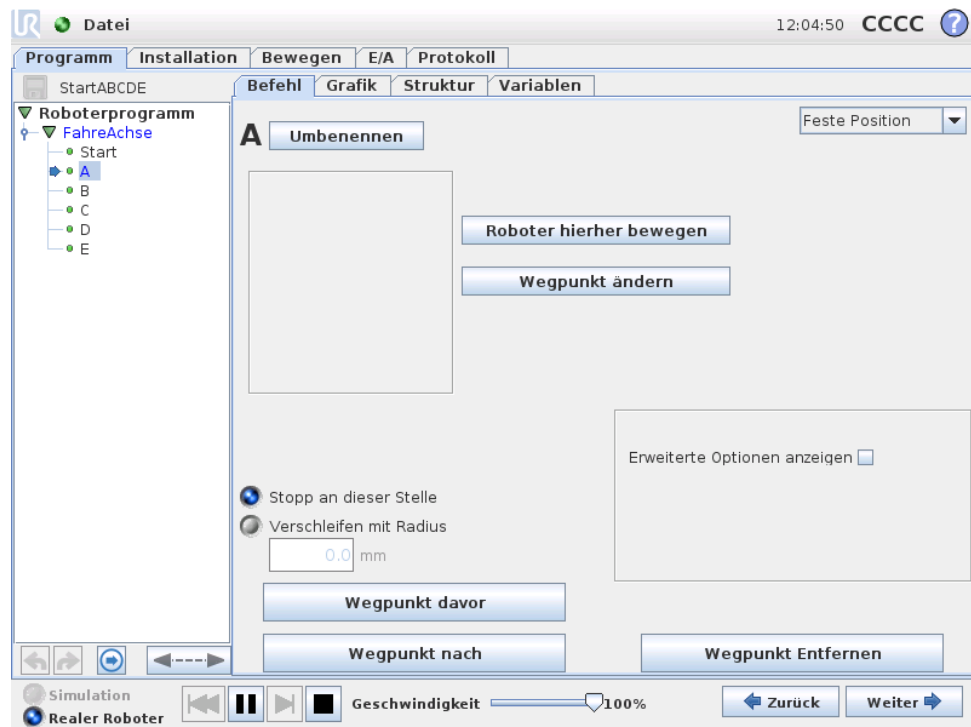 UR Datei 12:04:50 CCCC ?
Programm Installation Bewegen E/A Protokoll
StartABCDE
Befehl Grafik Struktur Variablen
Roboterprogramm
FahreAchse
Start
A
B
C
D
E
A Umbenennen
Feste Position
Roboter hierher bewegen
Wegpunkt ändern
Erweiterte Optionen anzeigen
Stopp an dieser Stelle
Verschleifen mit Radius
0.0 mm
Wegpunkt davor
Wegpunkt nach
Wegpunkt Entfernen
Simulation
Realer Roboter
Geschwindigkeit 100%
Zurück Weiter